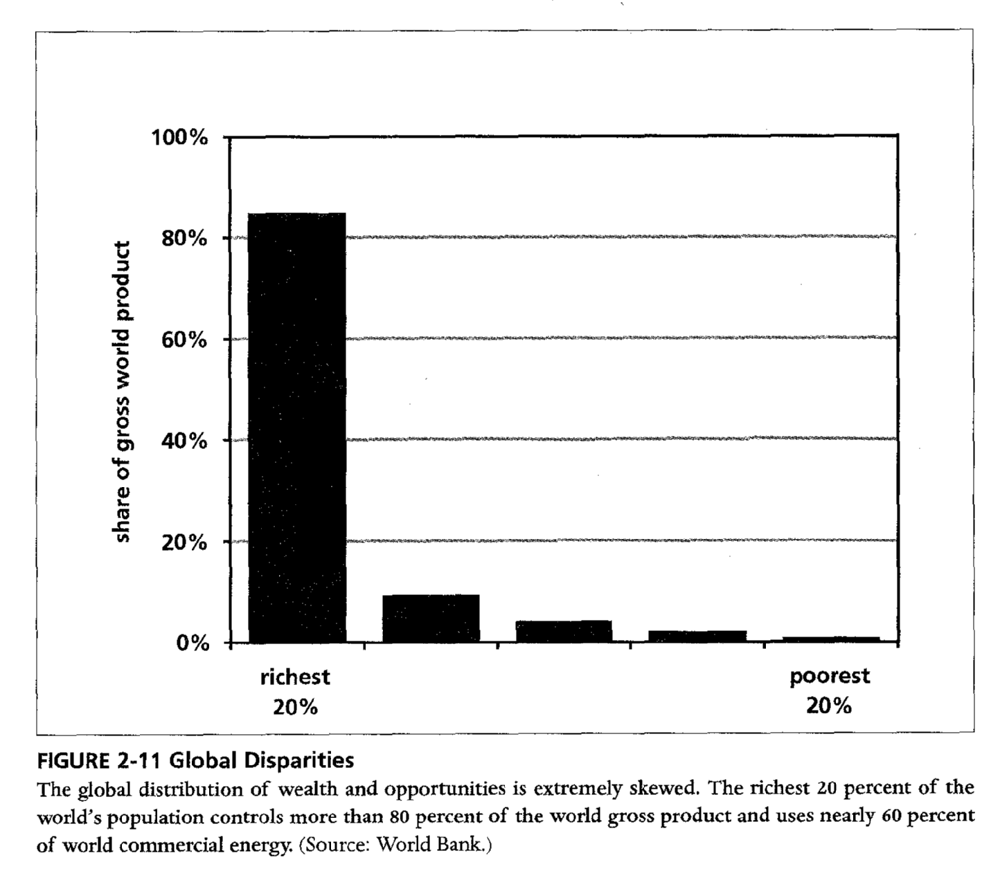 100%
80%
60%
40%
20%
0%
share of gross world product
richest
20%
poorest
20%
FIGURE 2-11 Global Disparities
The global distribution of wealth and opportunities is extremely skewed. The richest 20 percent of the
world's population controls more than 80 percent of the world gross product and uses nearly 60 percent
of world commercial energy. (Source: World Bank.)